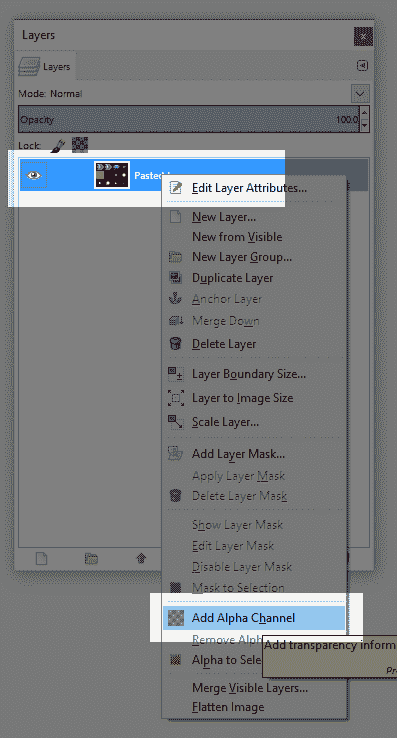 Layers
Layers
Mode: Normal
Opacity 100.0
Lock:
Pasted
Edit Layer Attributes...
New Layer...
New from Visible
New Layer Group...
Duplicate Layer
Anchor Layer
Merge Down
Delete Layer
Layer Boundary Size...
Layer to Image Size
Scale Layer...
Add Layer Mask...
Apply Layer Mask
Delete Layer Mask
Show Layer Mask
Edit Layer Mask
Disable Layer Mask
Mask to Selection
Add Alpha Channel
Remove Alph
Add transparency inform
Alpha to Sele
Pr
Merge Visible Layers...
Flatten Image